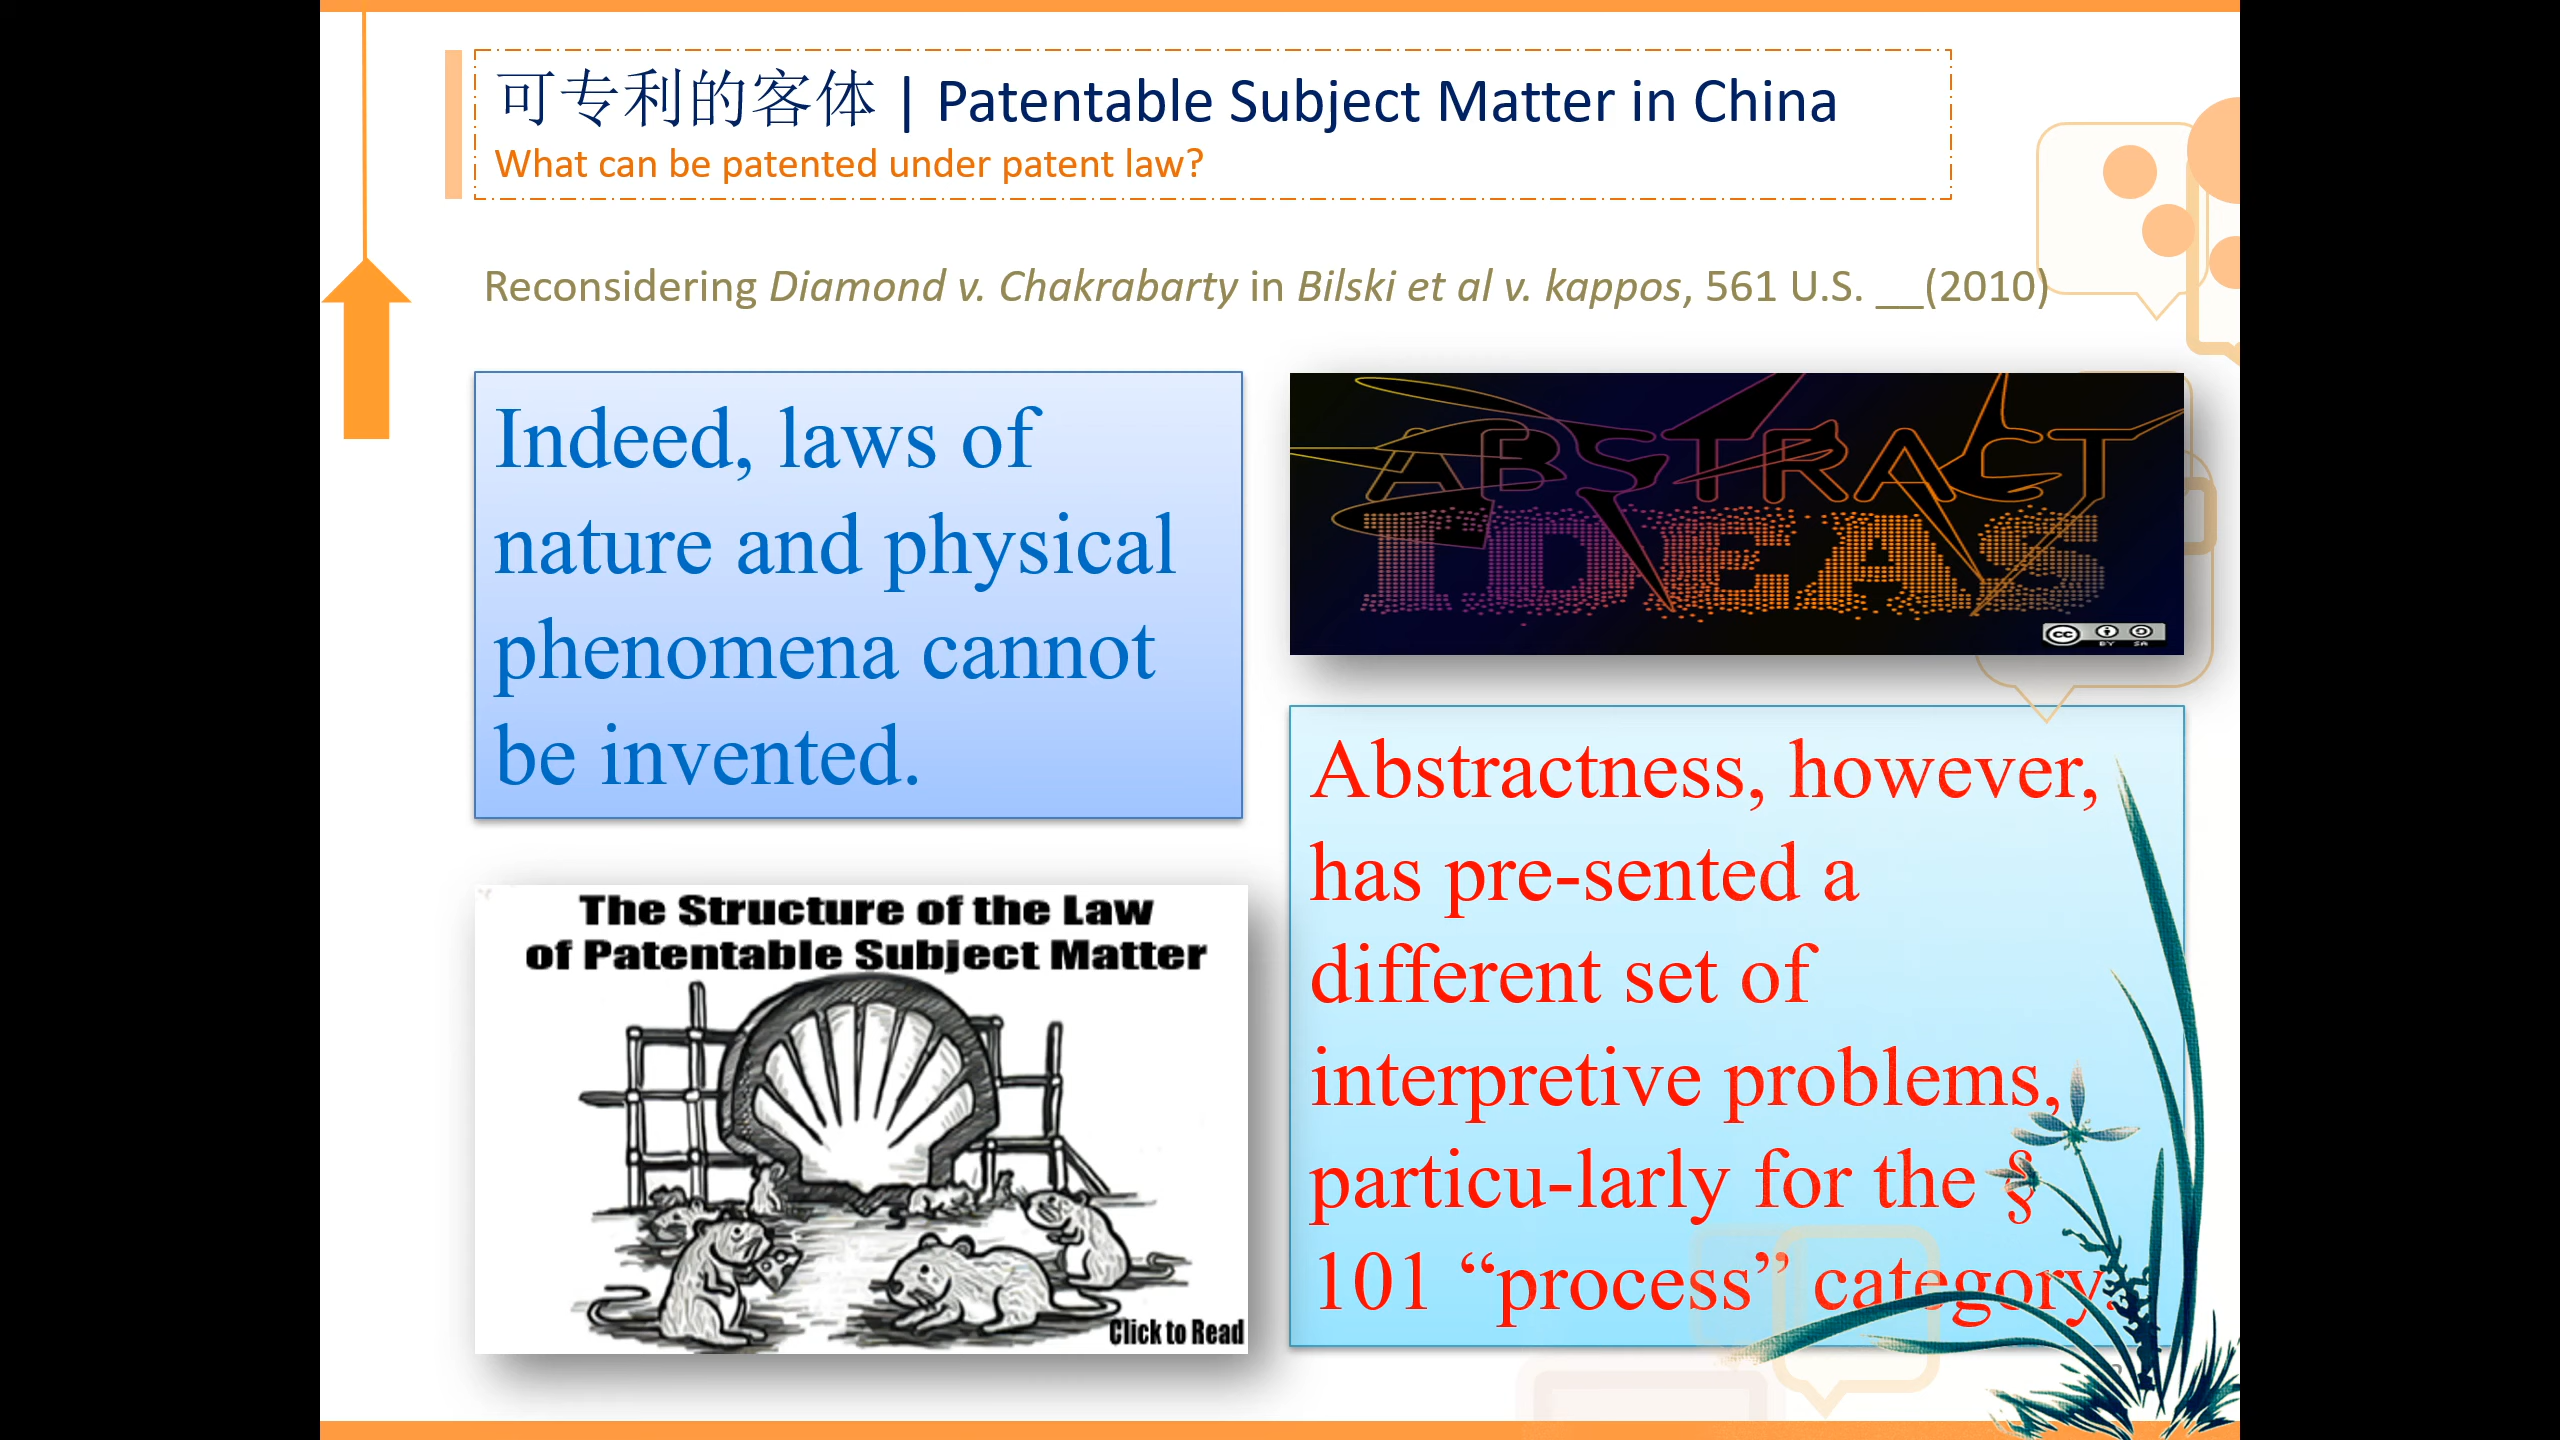 可专利的客体 | Patentable Subject Matter in China
What can be patented under patent law?
Reconsidering Diamond v. Chakrabarty in Bilski et al v. kappos, 561 U.S. __(2010)
Indeed, laws of
nature and physical
phenomena cannot
be invented.
ABSTRACT
IDEAS
cc
BY SA
Abstractness, however,
has pre-sented a
different set of
interpretive problems,
particu-larly for the §
101 “process” category.
The Structure of the Law
of Patentable Subject Matter
Click to Read